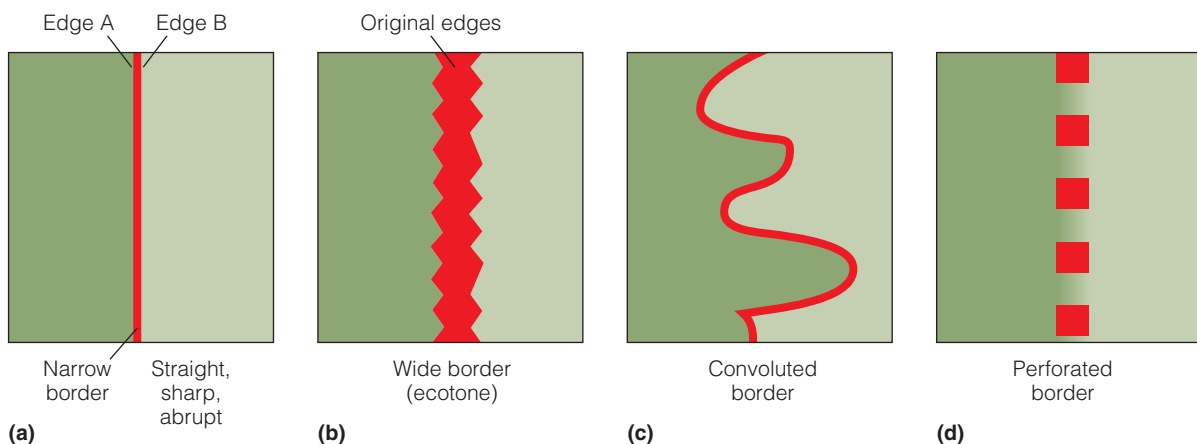 Edge A
Edge B
Original edges
Narrow
border
Straight,
sharp,
abrupt
Wide border
(ecotone)
Convoluted
border
Perforated
border
(a)
(b)
(c)
(d)